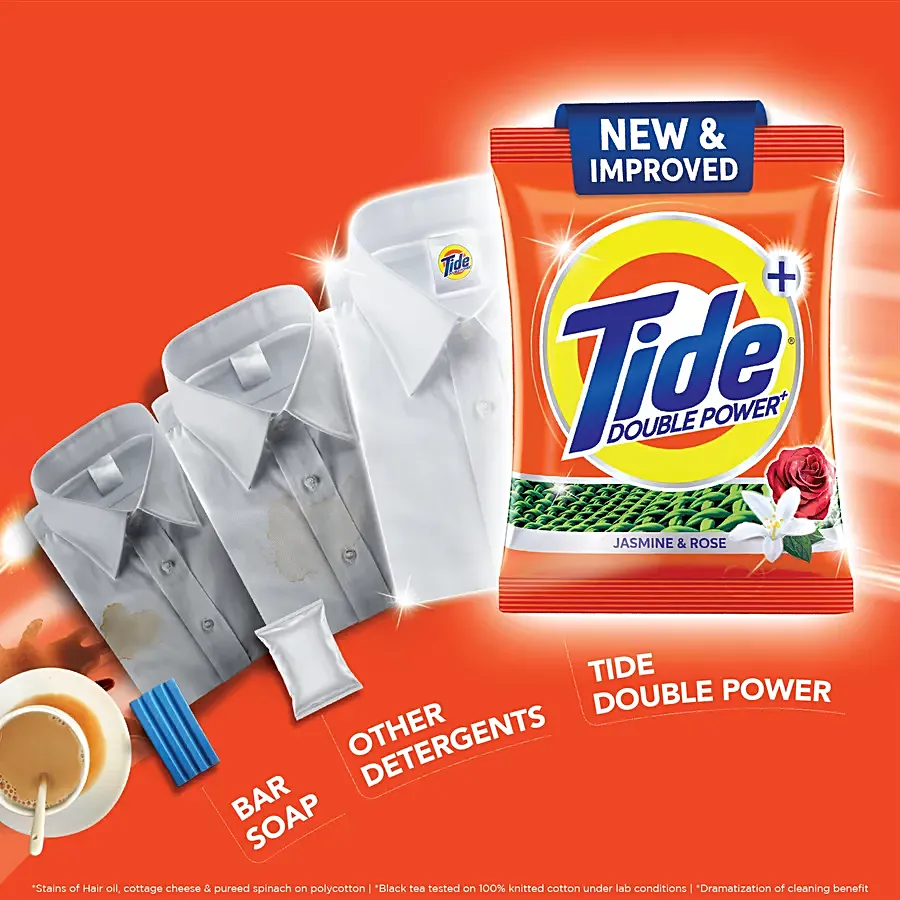 NEW &
IMPROVED
Tide
+
Tide®
DOUBLE POWER+
JASMINE & ROSE
TIDE
DOUBLE POWER
OTHER
DETERGENTS
BAR
SOAP
*Stains of Hair oil, cottage cheese & pureed spinach on polycotton | *Black tea tested on 100% knitted cotton under lab conditions | *Dramatization of cleaning benefit